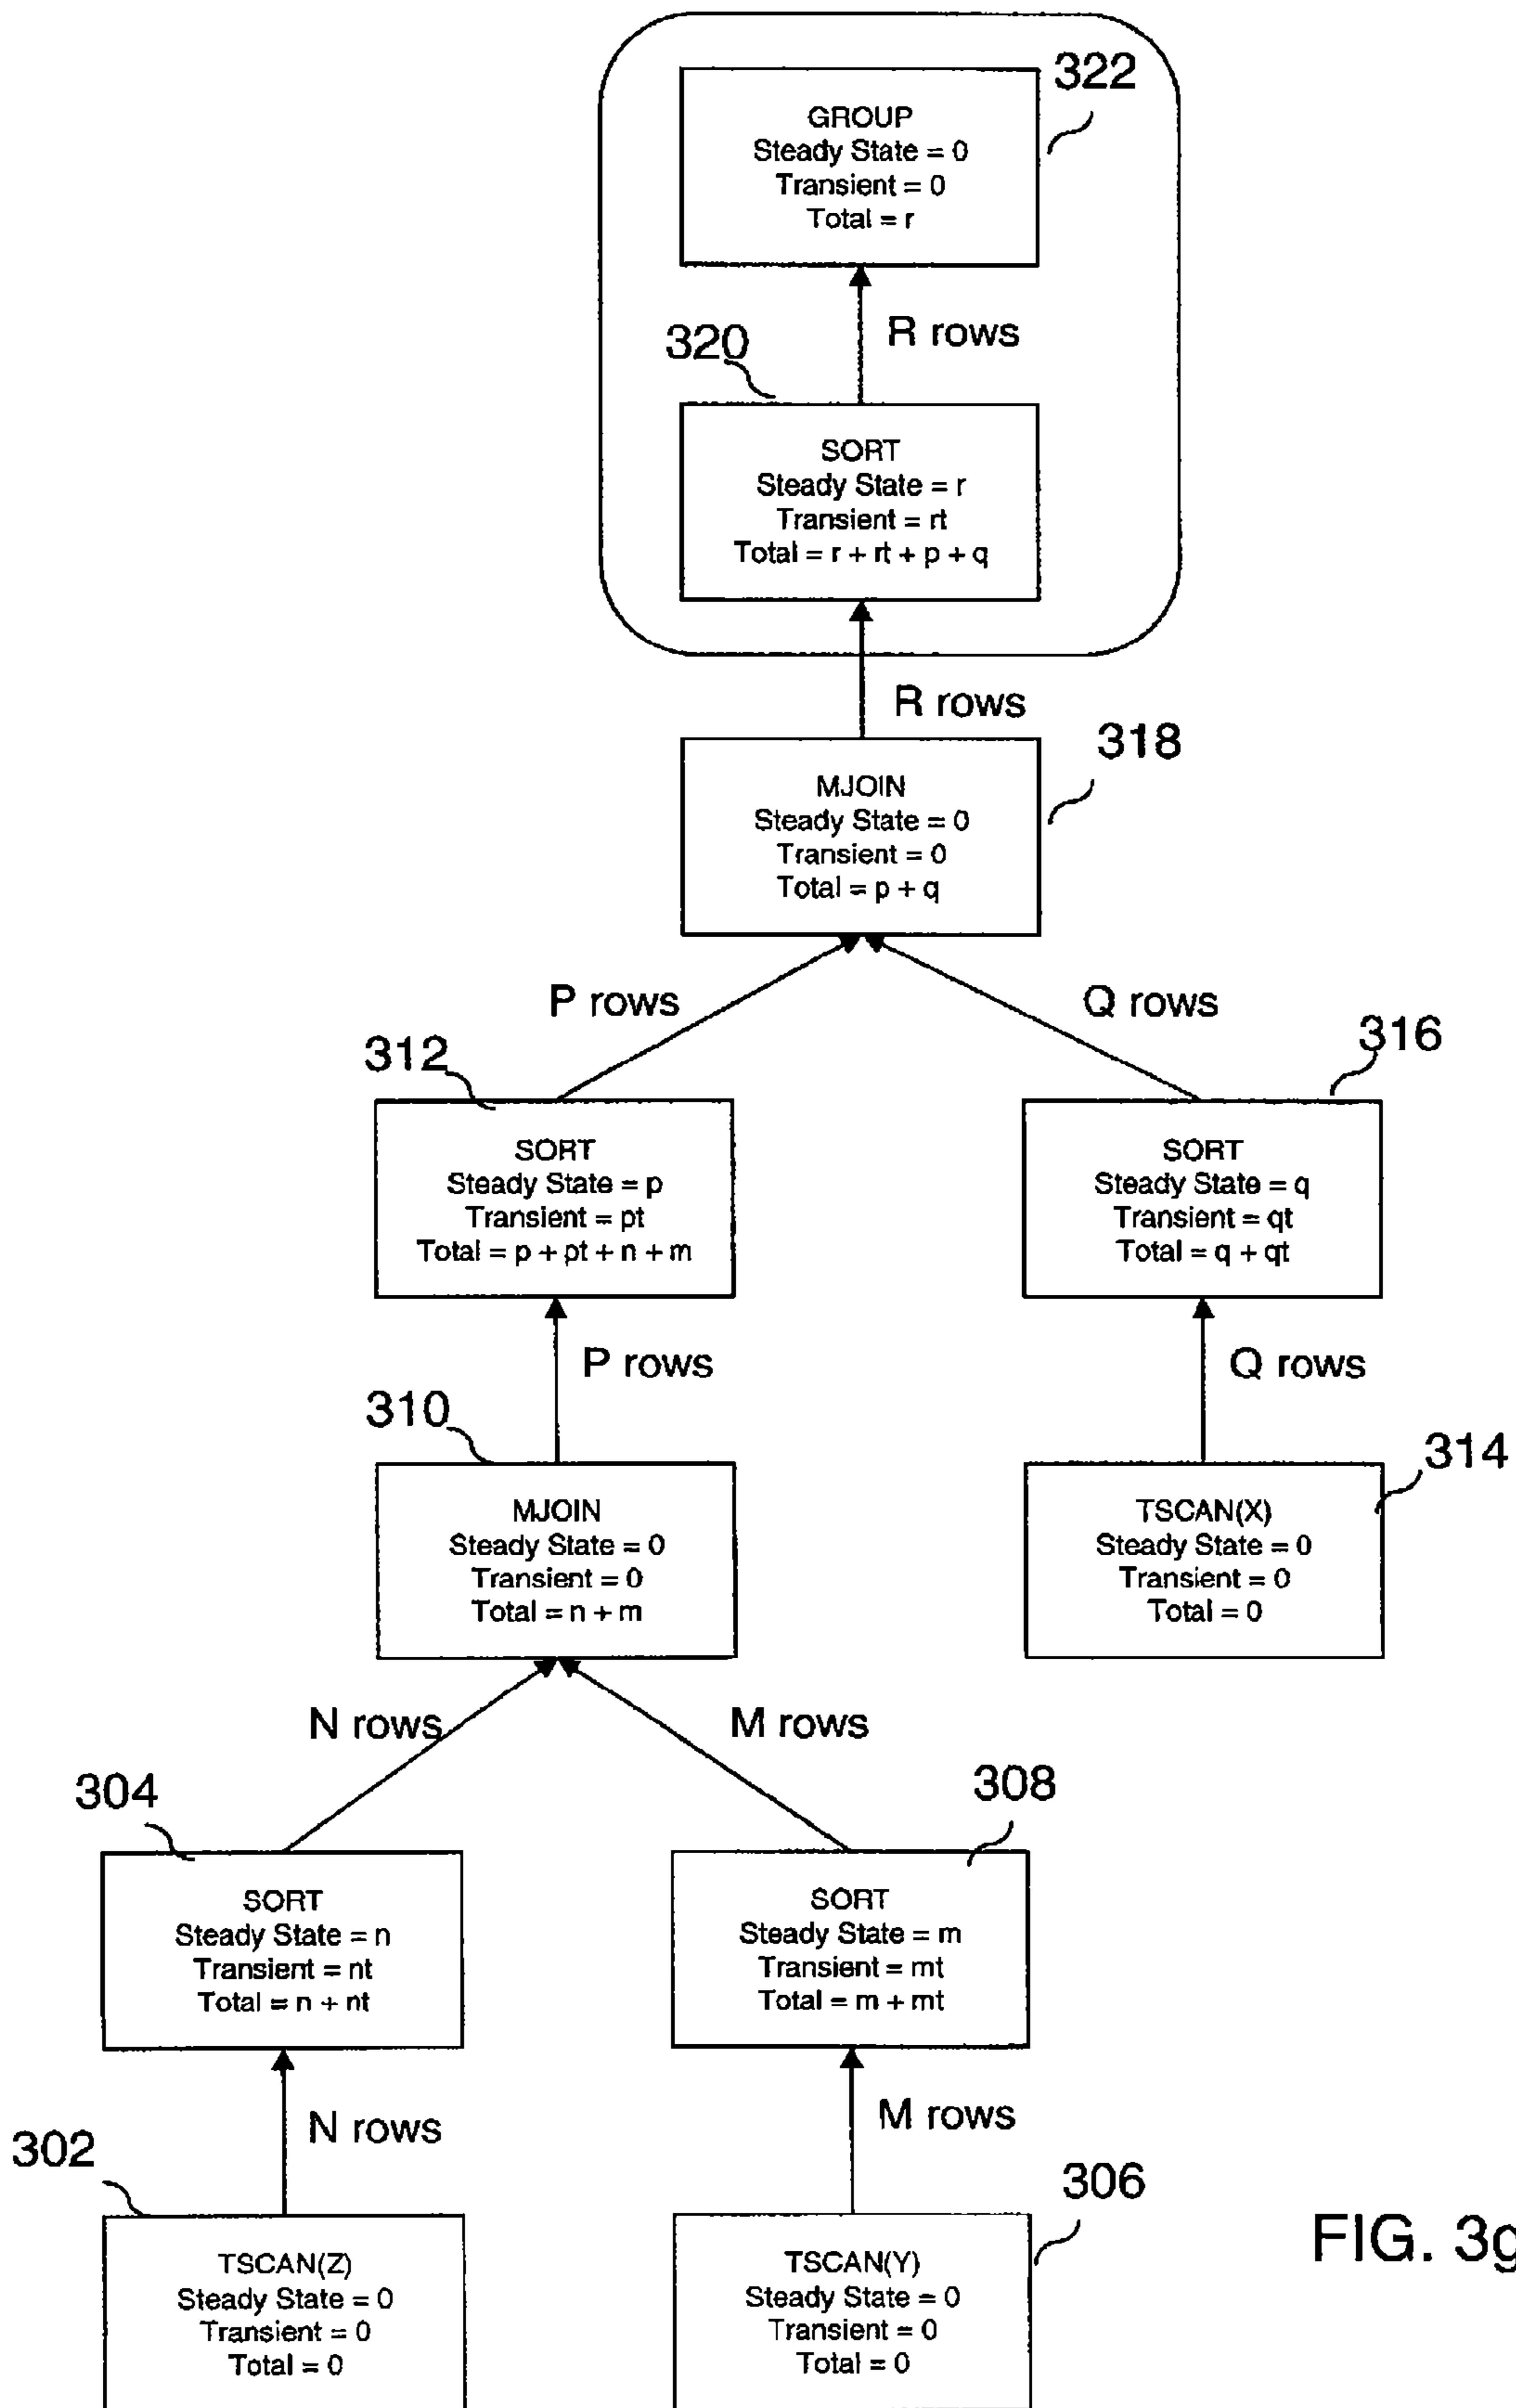 322
GROUP
Steady State = 0
Transient = 0
Total = r
R rows
320
SORT
Steady State = r
Transient = rt
Total = r + rt + p + q
R rows
318
MJOIN
Steady State = 0
Transient = 0
Total = p + q
P rows
Q rows
312
316
SORT
Steady State = p
Transient = pt
Total = p + pt + n + m
SORT
Steady State = q
Transient = qt
Total = q + qt
P rows
Q rows
310
314
MJOIN
Steady State = 0
Transient = 0
Total = n + m
TSCAN(X)
Steady State = 0
Transient = 0
Total = 0
N rows
M rows
304
308
SORT
Steady State = n
Transient = nt
Total = n + nt
SORT
Steady State = m
Transient = mt
Total = m + mt
N rows
M rows
302
306
TSCAN(Z)
Steady State = 0
Transient = 0
Total = 0
TSCAN(Y)
Steady State = 0
Transient = 0
Total = 0
FIG. 3g